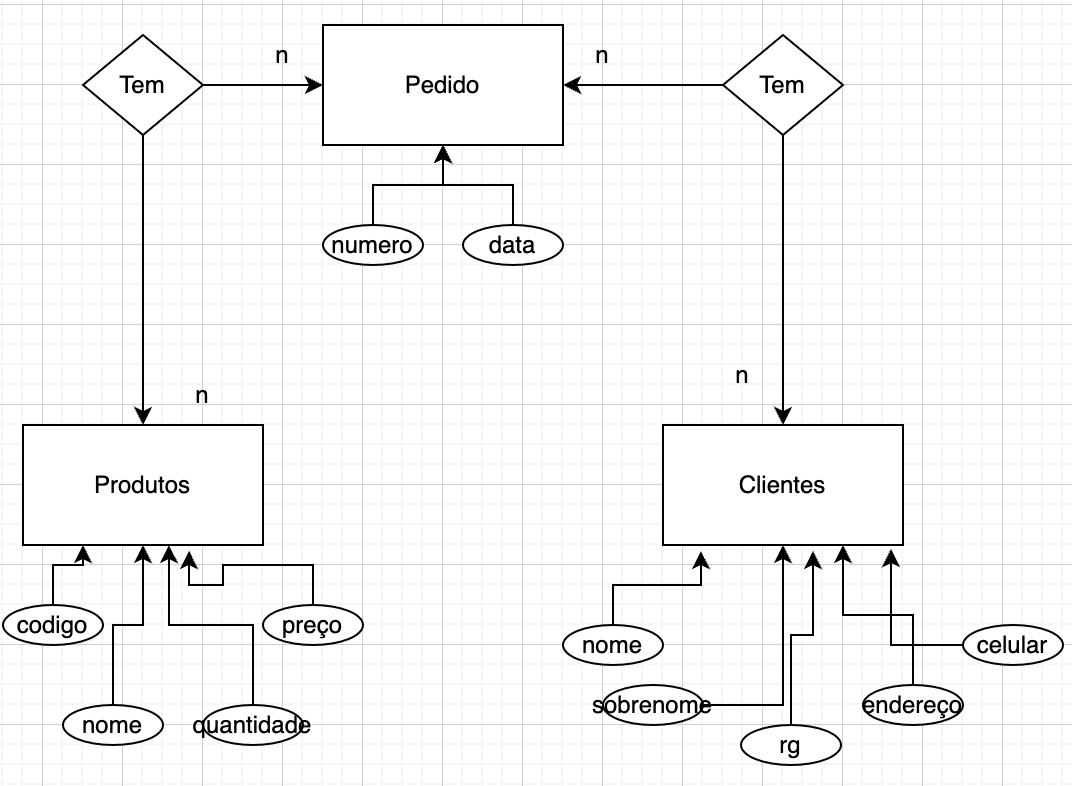 Tem
n
Pedido
n
Tem
numero
data
n
n
Produtos
Clientes
codigo
preço
nome
quantidade
nome
celular
sobrenome
endereço
rg